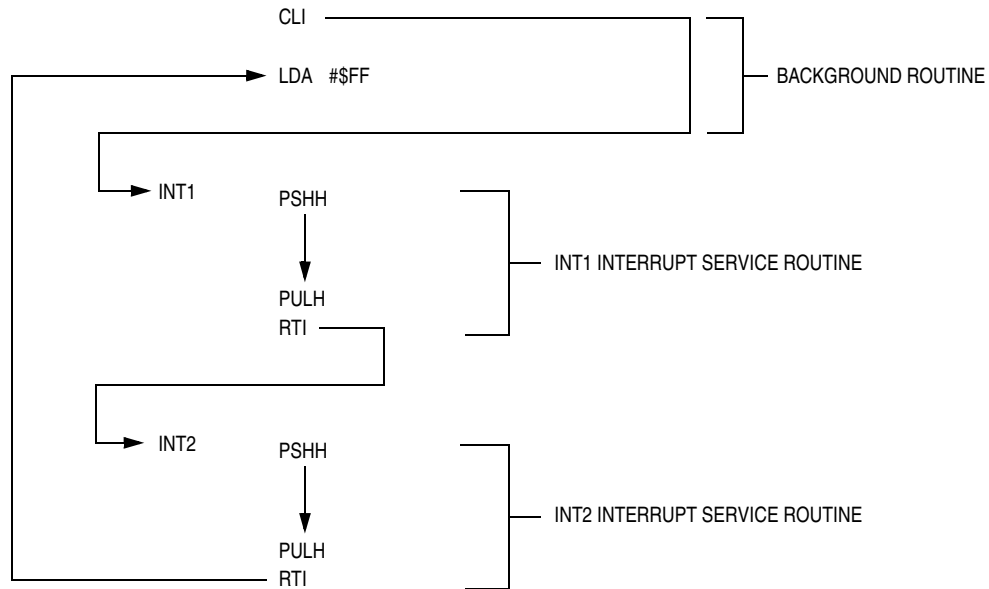 CLI
LDA #$FF
BACKGROUND ROUTINE
INT1
PSHH
INT1 INTERRUPT SERVICE ROUTINE
PULH
RTI
INT2
PSHH
INT2 INTERRUPT SERVICE ROUTINE
PULH
RTI